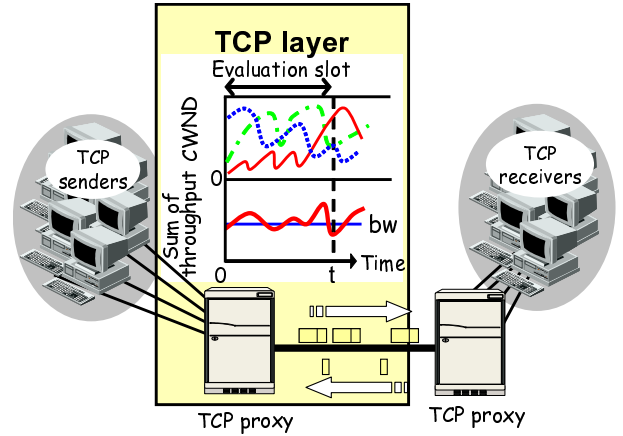 TCP layer
Evaluation slot
CWND
0
Sum of
throughput
bw
0
t
Time
TCP
senders
TCP
receivers
TCP proxy
TCP proxy